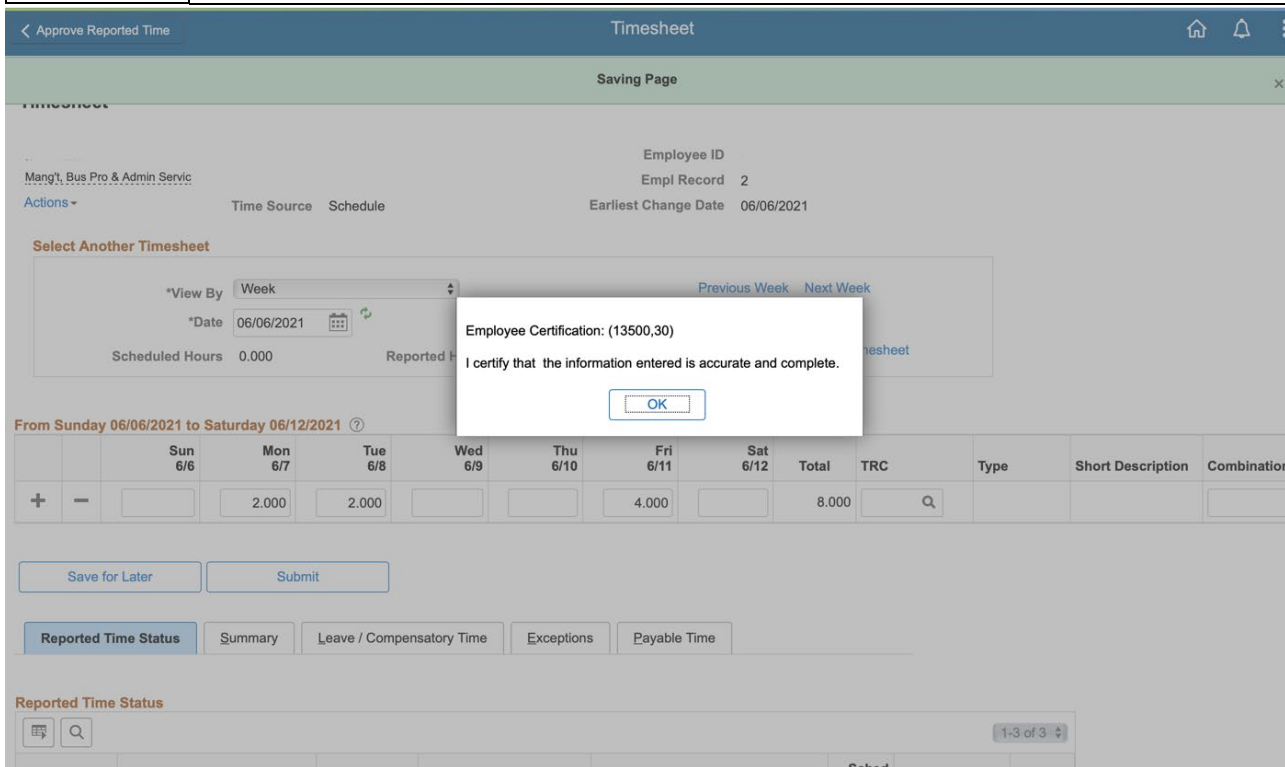 Approve Reported Time Timesheet
Saving Page
Timesheet
Employee ID
Mang't, Bus Pro & Admin Servic Empl Record 2
Actions Time Source Schedule Earliest Change Date 06/06/2021
Select Another Timesheet
*View By Week Previous Week Next Week
*Date 06/06/2021
Employee Certification: (13500,30)
Scheduled Hours 0.000 Reported
I certify that the information entered is accurate and complete.
OK
From Sunday 06/06/2021 to Saturday 06/12/2021
Sun Mon Tue Wed Thu Fri Sat
6/6 6/7 6/8 6/9 6/10 6/11 6/12 Total TRC Type Short Description Combination
2.000 2.000 4.000 8.000
Save for Later Submit
Reported Time Status Summary Leave / Compensatory Time Exceptions Payable Time
Reported Time Status
1-3 of 3
Sched